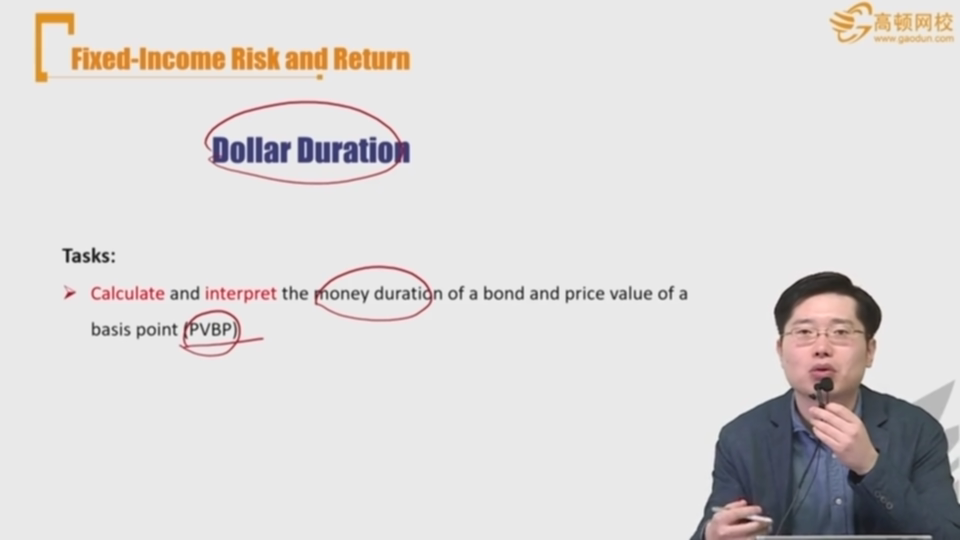 Fixed-Income Risk and Return
高顿网校
www.gaodun.com
Dollar Duration
Tasks:
Calculate and interpret the money duration of a bond and price value of a
basis point (PVBP)